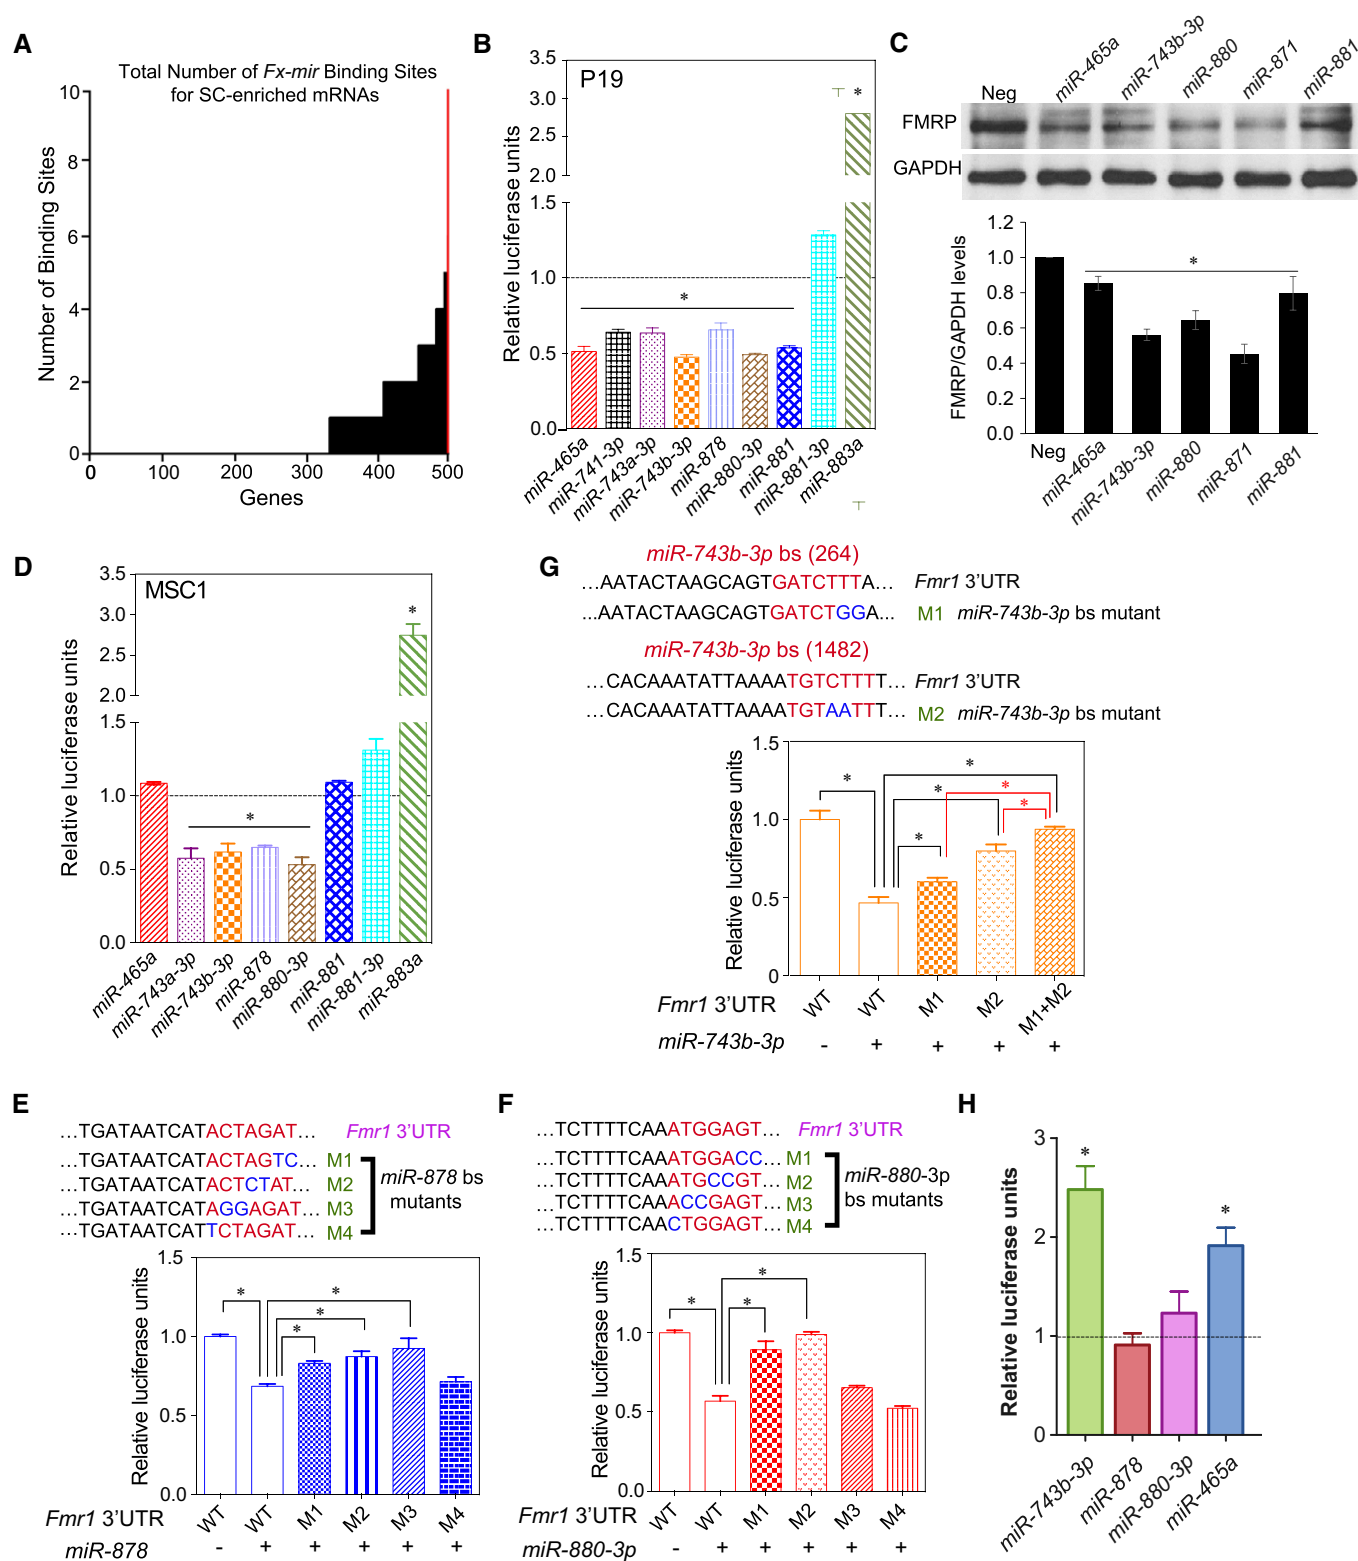 A
Total Number of Fx-mir Binding Sites
for SC-enriched mRNAs
Number of Binding Sites
10
8
6
4
2
0
0 100 200 300 400 500
Genes
B
P19
Relative luciferase units
3.5
3.0
2.5
2.0
1.5
1.0
0.5
0.0
*
*
miR-465a
miR-741-3p
miR-743a-3p
miR-743b-3p
miR-878
miR-880-3p
miR-881
miR-881-3p
miR-883a
C
Neg miR-465a miR-743b-3p miR-880 miR-871 miR-881
FMRP
GAPDH
FMRP/GAPDH levels
1.2
1.0
0.8
0.6
0.4
0.2
0.0
*
Neg
miR-465a
miR-743b-3p
miR-880
miR-871
miR-881
D
MSC1
Relative luciferase units
3.5
3.0
2.5
2.0
1.5
1.0
0.5
0.0
*
*
miR-465a
miR-743a-3p
miR-743b-3p
miR-878
miR-880-3p
miR-881
miR-881-3p
miR-883a
G
miR-743b-3p bs (264)
...AATACTAAGCAGTGATCTTTA... Fmr1 3'UTR
...AATACTAAGCAGTGATCTGGA... M1 miR-743b-3p bs mutant
miR-743b-3p bs (1482)
...CACAAATATTAAAATGTCTTTT... Fmr1 3'UTR
...CACAAATATTAAAATGTAATTT... M2 miR-743b-3p bs mutant
Relative luciferase units
1.5
1.0
0.5
0
* * * * * *
Fmr1 3'UTR WT WT M1 M2 M1+M2
miR-743b-3p - + + + +
E
...TGATAATCATACTAGAT... Fmr1 3'UTR
...TGATAATCATACTAGTC... M1
...TGATAATCATACTCTAT... M2
...TGATAATCATAGGAGAT... M3
...TGATAATCATTCTAGAT... M4
miR-878 bs
mutants
Relative luciferase units
1.5
1.0
0.5
0.0
* * * *
Fmr1 3'UTR WT WT M1 M2 M3 M4
miR-878 - + + + + +
F
...TCTTTTCAAATGGAGT... Fmr1 3'UTR
...TCTTTTCAAATGGACC... M1
...TCTTTTCAAATGCCGT... M2
...TCTTTTCAAACCGAGT... M3
...TCTTTTCAACTGGAGT... M4
miR-880-3p
bs mutants
Relative luciferase units
1.5
1.0
0.5
0.0
* * *
Fmr1 3'UTR WT WT M1 M2 M3 M4
miR-880-3p - + + + + +
H
Relative luciferase units
3
2
1
0
*
*
miR-743b-3p
miR-878
miR-880-3p
miR-465a